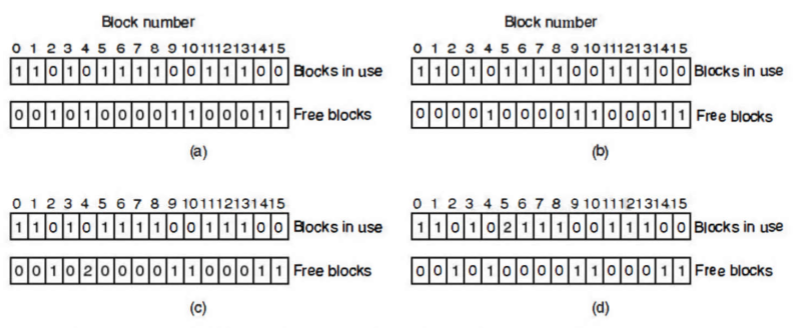 Block number
0 1 2 3 4 5 6 7 8 9 10 11 12 13 14 15
1 1 0 1 0 1 1 1 1 0 0 1 1 1 0 0 Blocks in use
0 0 1 0 1 0 0 0 0 1 1 0 0 0 1 1 Free blocks
(a)
Block number
0 1 2 3 4 5 6 7 8 9 10 11 12 13 14 15
1 1 0 1 0 1 1 1 1 0 0 1 1 1 0 0 Blocks in use
0 0 0 0 1 0 0 0 0 1 1 0 0 0 1 1 Free blocks
(b)
0 1 2 3 4 5 6 7 8 9 10 11 12 13 14 15
1 1 0 1 0 1 1 1 1 0 0 1 1 1 0 0 Blocks in use
0 0 1 0 2 0 0 0 0 1 1 0 0 0 1 1 Free blocks
(c)
0 1 2 3 4 5 6 7 8 9 10 11 12 13 14 15
1 1 0 1 0 2 1 1 1 0 0 1 1 1 0 0 Blocks in use
0 0 1 0 1 0 0 0 0 1 1 0 0 0 1 1 Free blocks
(d)